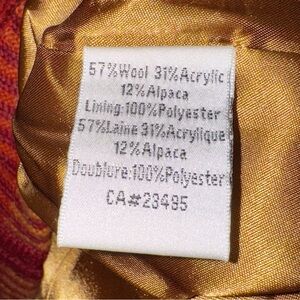 57%Wool 31%Acrylic
12%Alpaca
Lining:100%Polyester
57%Laine 31%Acrylique
12%Alpaca
Doublure:100%Polyester
CA#23495